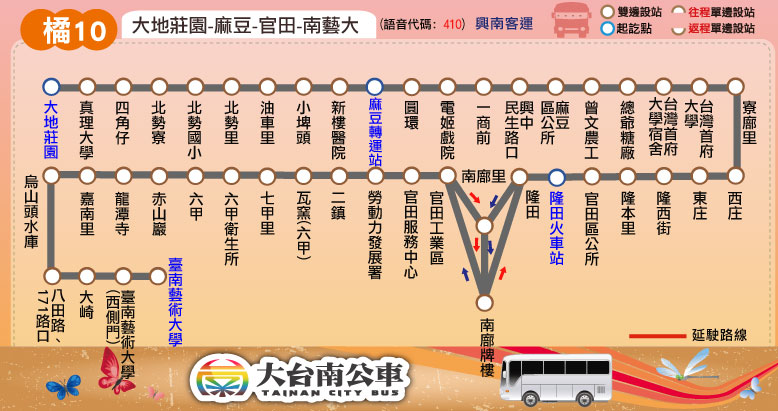 橘10
大地莊園-麻豆-官田-南藝大
(語音代碼: 410)
興南客運
雙邊設站
往程單邊設站
起訖點
返程單邊設站
大地莊園
真理大學
四角仔
北勢寮
北勢國小
北勢里
油車里
小埤頭
新樓醫院
麻豆轉運站
圓環
電姬戲院
一商前
興中
民生路口
麻豆
區公所
曾文農工
總爺糖廠
台灣首府
大學宿舍
台灣首府
大學
寮廍里
西庄
東庄
隆西街
隆本里
官田區公所
隆田火車站
隆田
南廍里
南廍牌樓
官田工業區
官田服務中心
勞動力發展署
二鎮
瓦窯(六甲)
七甲里
六甲衛生所
六甲
赤山巖
龍潭寺
嘉南里
烏山頭水庫
八田路、
171路口
大崎
臺南藝術大學
(西側門)
臺南藝術大學
延駛路線
大台南公車
TAINAN CITY BUS